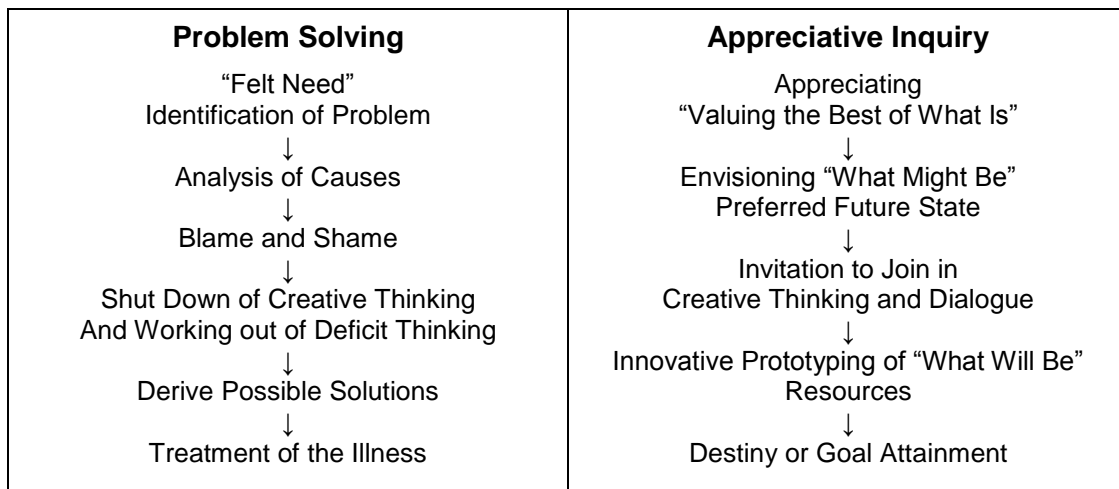 Problem Solving
“Felt Need”
Identification of Problem
↓
Analysis of Causes
↓
Blame and Shame
↓
Shut Down of Creative Thinking
And Working out of Deficit Thinking
↓
Derive Possible Solutions
↓
Treatment of the Illness
Appreciative Inquiry
Appreciating
“Valuing the Best of What Is”
↓
Envisioning “What Might Be”
Preferred Future State
↓
Invitation to Join in
Creative Thinking and Dialogue
↓
Innovative Prototyping of “What Will Be”
Resources
↓
Destiny or Goal Attainment